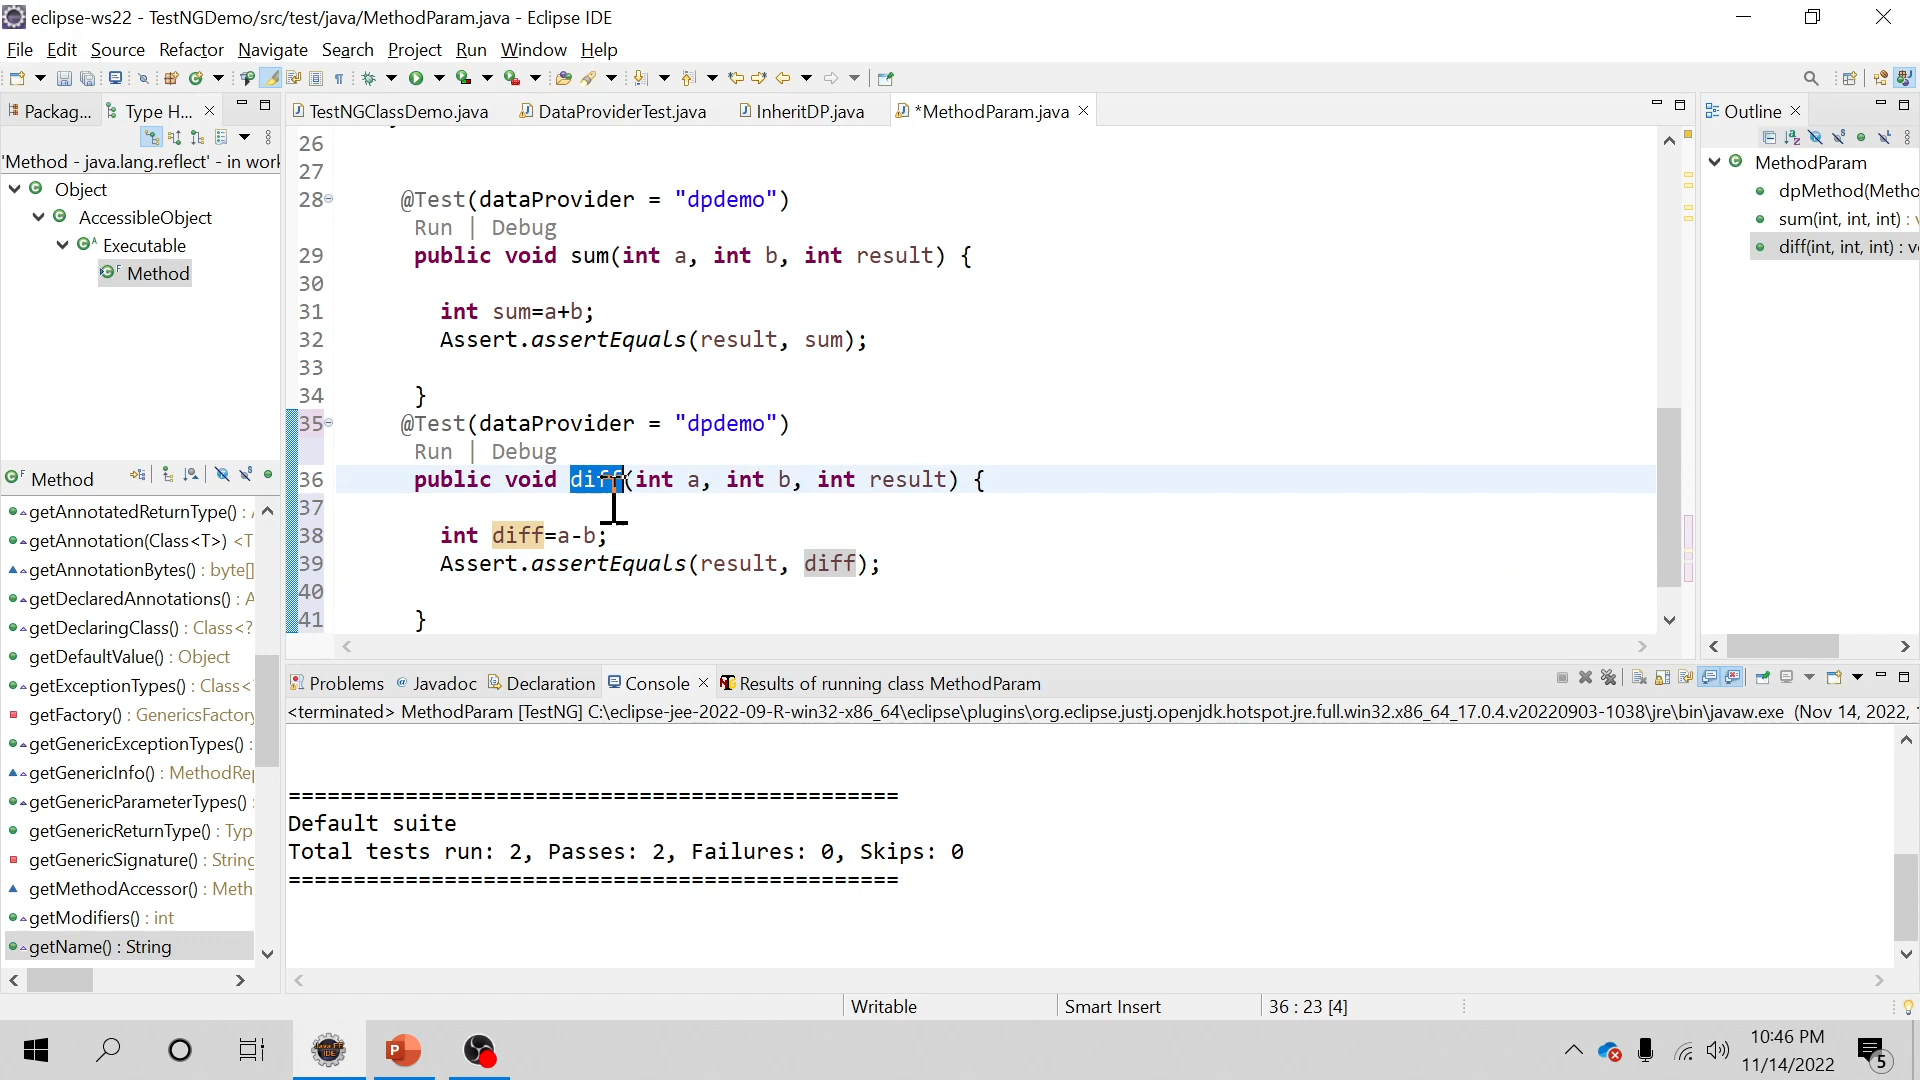 eclipse-ws22 - TestNGDemo/src/test/java/MethodParam.java - Eclipse IDE
File Edit Source Refactor Navigate Search Project Run Window Help
Packag... Type H... TestNGClassDemo.java DataProviderTest.java InheritDP.java *MethodParam.java Outline
'Method - java.lang.reflect' - in work
Object
AccessibleObject
Executable
Method
26
27
28 @Test(dataProvider = "dpdemo")
Run | Debug
29 public void sum(int a, int b, int result) {
30
31 int sum=a+b;
32 Assert.assertEquals(result, sum);
33
34 }
35 @Test(dataProvider = "dpdemo")
Run | Debug
36 public void diff(int a, int b, int result) {
37
38 int diff=a-b;
39 Assert.assertEquals(result, diff);
40
41 }
MethodParam
dpMethod(Metho
sum(int, int, int) : v
diff(int, int, int) : v
Method
getAnnotatedReturnType() : A
getAnnotation(Class<T>) <T
getAnnotationBytes() : byte[]
getDeclaredAnnotations() : A
getDeclaringClass() : Class<?
getDefaultValue() : Object
getExceptionTypes() : Class<
getFactory() : GenericsFactory
getGenericExceptionTypes() :
getGenericInfo() : MethodRep
getGenericParameterTypes() :
getGenericReturnType() : Typ
getGenericSignature() : String
getMethodAccessor() : Meth
getModifiers() : int
getName() : String
Problems Javadoc Declaration Console Results of running class MethodParam
<terminated> MethodParam [TestNG] C:\eclipse-jee-2022-09-R-win32-x86_64\eclipse\plugins\org.eclipse.justj.openjdk.hotspot.jre.full.win32.x86_64_17.0.4.v20220903-1038\jre\bin\javaw.exe (Nov 14, 2022,
===============================================
Default suite
Total tests run: 2, Passes: 2, Failures: 0, Skips: 0
===============================================
Writable Smart Insert 36 : 23 [4]
10:46 PM
11/14/2022
5